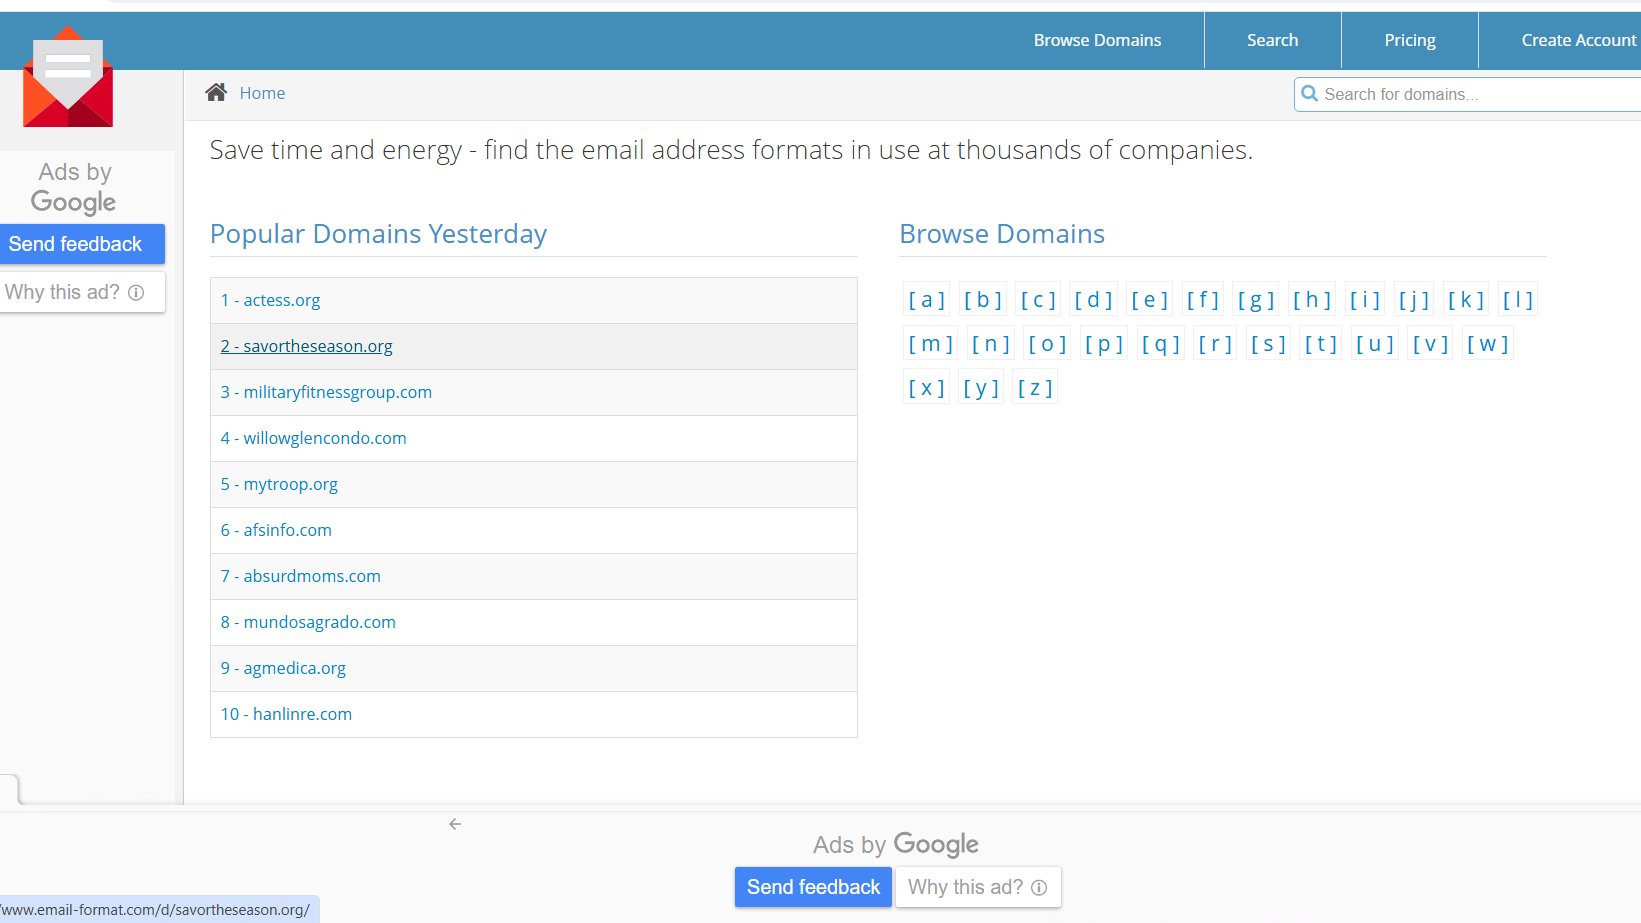 Browse Domains
Search
Pricing
Create Account
Home
Search for domains...
Ads by
Google
Send feedback
Why this ad?
Save time and energy - find the email address formats in use at thousands of companies.
Popular Domains Yesterday
1 - actess.org
2 - savortheseason.org
3 - militaryfitnessgroup.com
4 - willowglencondo.com
5 - mytroop.org
6 - afsinfo.com
7 - absurdmoms.com
8 - mundosagrado.com
9 - agmedica.org
10 - hanlinre.com
Browse Domains
[ a ] [ b ] [ c ] [ d ] [ e ] [ f ] [ g ] [ h ] [ i ] [ j ] [ k ] [ l ]
[ m ] [ n ] [ o ] [ p ] [ q ] [ r ] [ s ] [ t ] [ u ] [ v ] [ w ]
[ x ] [ y ] [ z ]
Ads by Google
Send feedback
Why this ad?
/www.email-format.com/d/savortheseason.org/